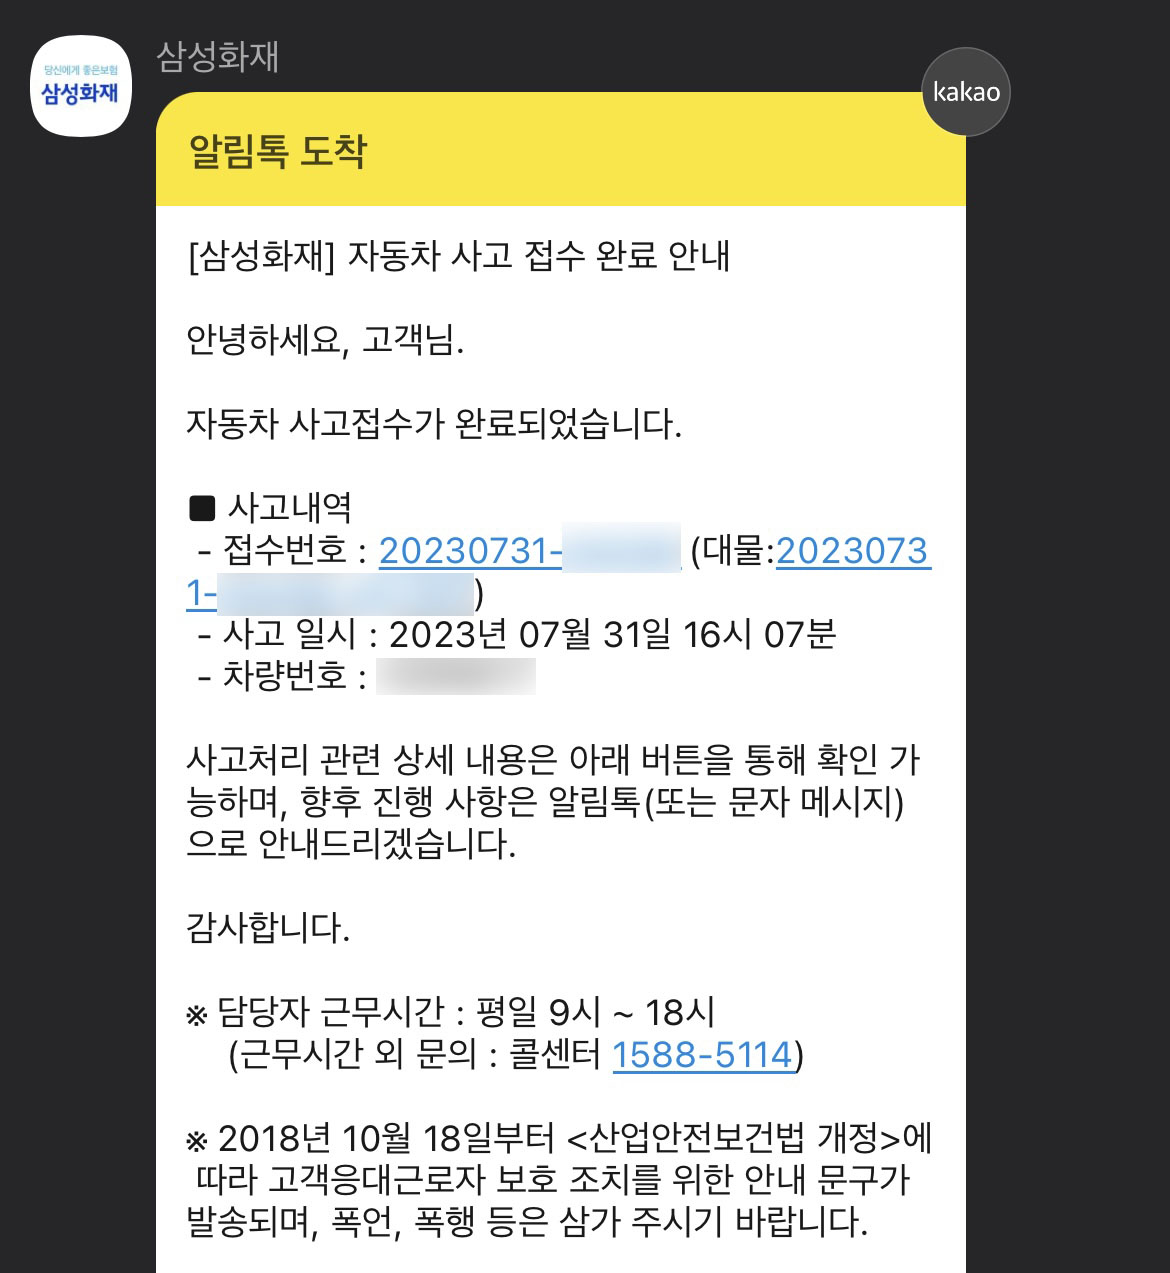 당신에게 좋은보험
삼성화재
삼성화재
kakao
알림톡 도착
[삼성화재] 자동차 사고 접수 완료 안내
안녕하세요, 고객님.
자동차 사고접수가 완료되었습니다.
■ 사고내역
- 접수번호 : 20230731- (대물:2023073
1-)
- 사고 일시 : 2023년 07월 31일 16시 07분
- 차량번호 :
사고처리 관련 상세 내용은 아래 버튼을 통해 확인 가
능하며, 향후 진행 사항은 알림톡(또는 문자 메시지)
으로 안내드리겠습니다.
감사합니다.
※ 담당자 근무시간 : 평일 9시 ~ 18시
(근무시간 외 문의 : 콜센터 1588-5114)
※ 2018년 10월 18일부터 <산업안전보건법 개정>에
따라 고객응대근로자 보호 조치를 위한 안내 문구가
발송되며, 폭언, 폭행 등은 삼가 주시기 바랍니다.